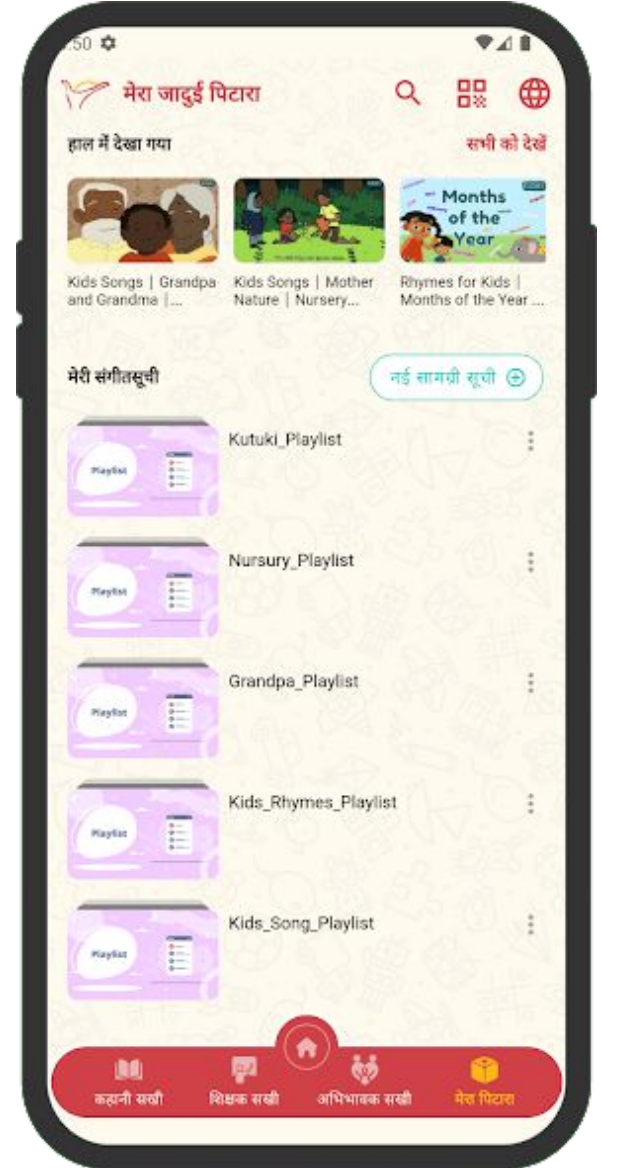 :50
मेरा जादुई पिटारा
हाल में देखा गया
सभी को देखें
Months
of the
Year
Kids Songs | Grandpa
and Grandma |...
Kids Songs | Mother
Nature | Nursery...
Rhymes for Kids |
Months of the Year ...
मेरी संगीतसूची
नई सामग्री सूची
Playlist
Kutuki_Playlist
Playlist
Nursury_Playlist
Playlist
Grandpa_Playlist
Playlist
Kids_Rhymes_Playlist
Playlist
Kids_Song_Playlist
कहानी सखी
शिक्षक सखी
अभिभावक सखी
मेरा पिटारा